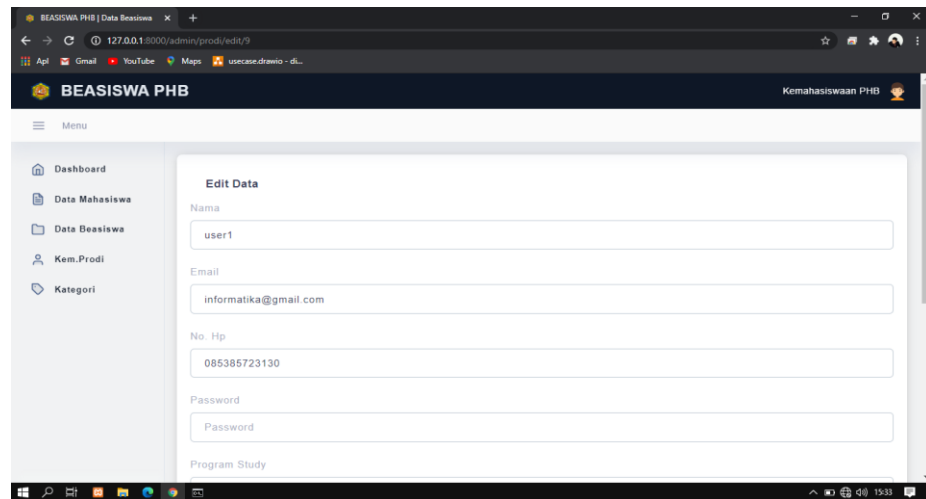 BEASISWA PHB | Data Beasiswa
127.0.0.1:8000/admin/prodi/edit/9
Apl Gmail YouTube Maps usecase.drawio - di...
BEASISWA PHB Kemahasiswaan PHB
Menu
Dashboard
Data Mahasiswa
Data Beasiswa
Kem.Prodi
Kategori
Edit Data
Nama
user1
Email
informatika@gmail.com
No. Hp
085385723130
Password
Password
Program Study
15:33